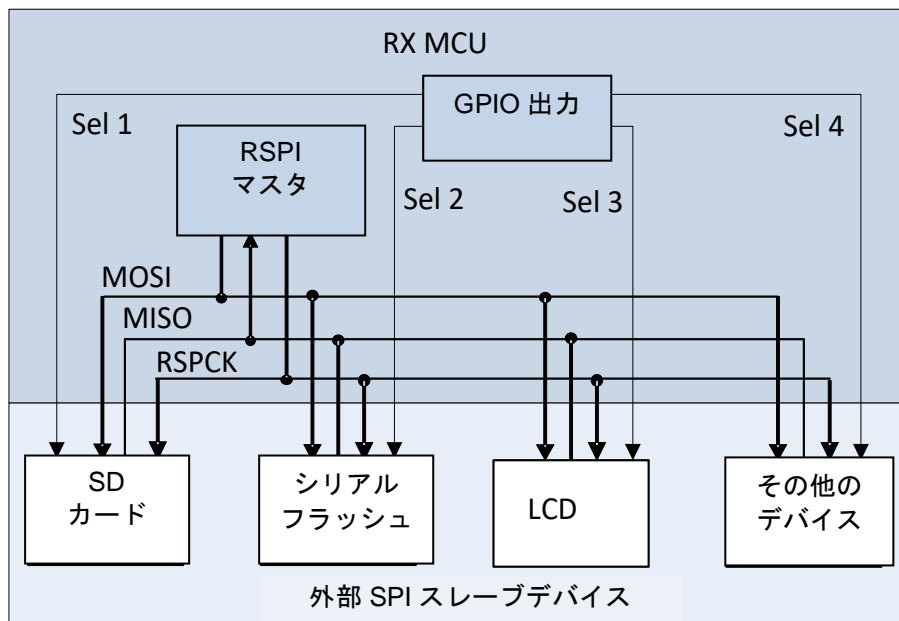 RX MCU
GPIO 出力
Sel 1
Sel 4
RSPI
マスタ
Sel 2
Sel 3
MOSI
MISO
RSPCK
SD
カード
シリアル
フラッシュ
LCD
その他の
デバイス
外部 SPI スレーブデバイス